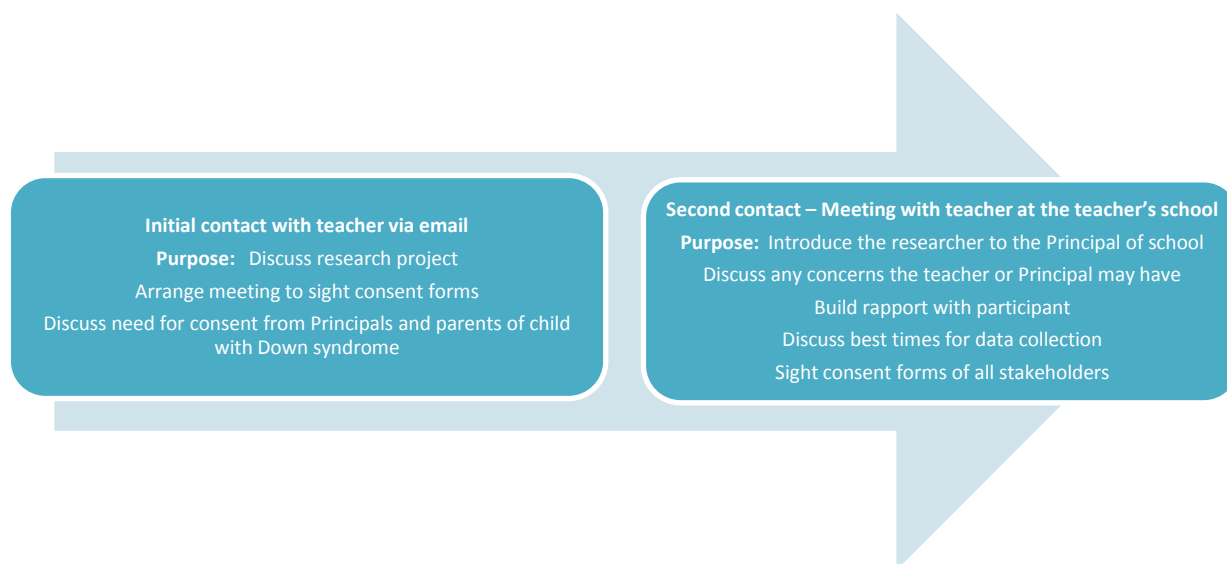 Initial contact with teacher via email
Purpose: Discuss research project
Arrange meeting to sight consent forms
Discuss need for consent from Principals and parents of child
with Down syndrome
Second contact – Meeting with teacher at the teacher's school
Purpose: Introduce the researcher to the Principal of school
Discuss any concerns the teacher or Principal may have
Build rapport with participant
Discuss best times for data collection
Sight consent forms of all stakeholders